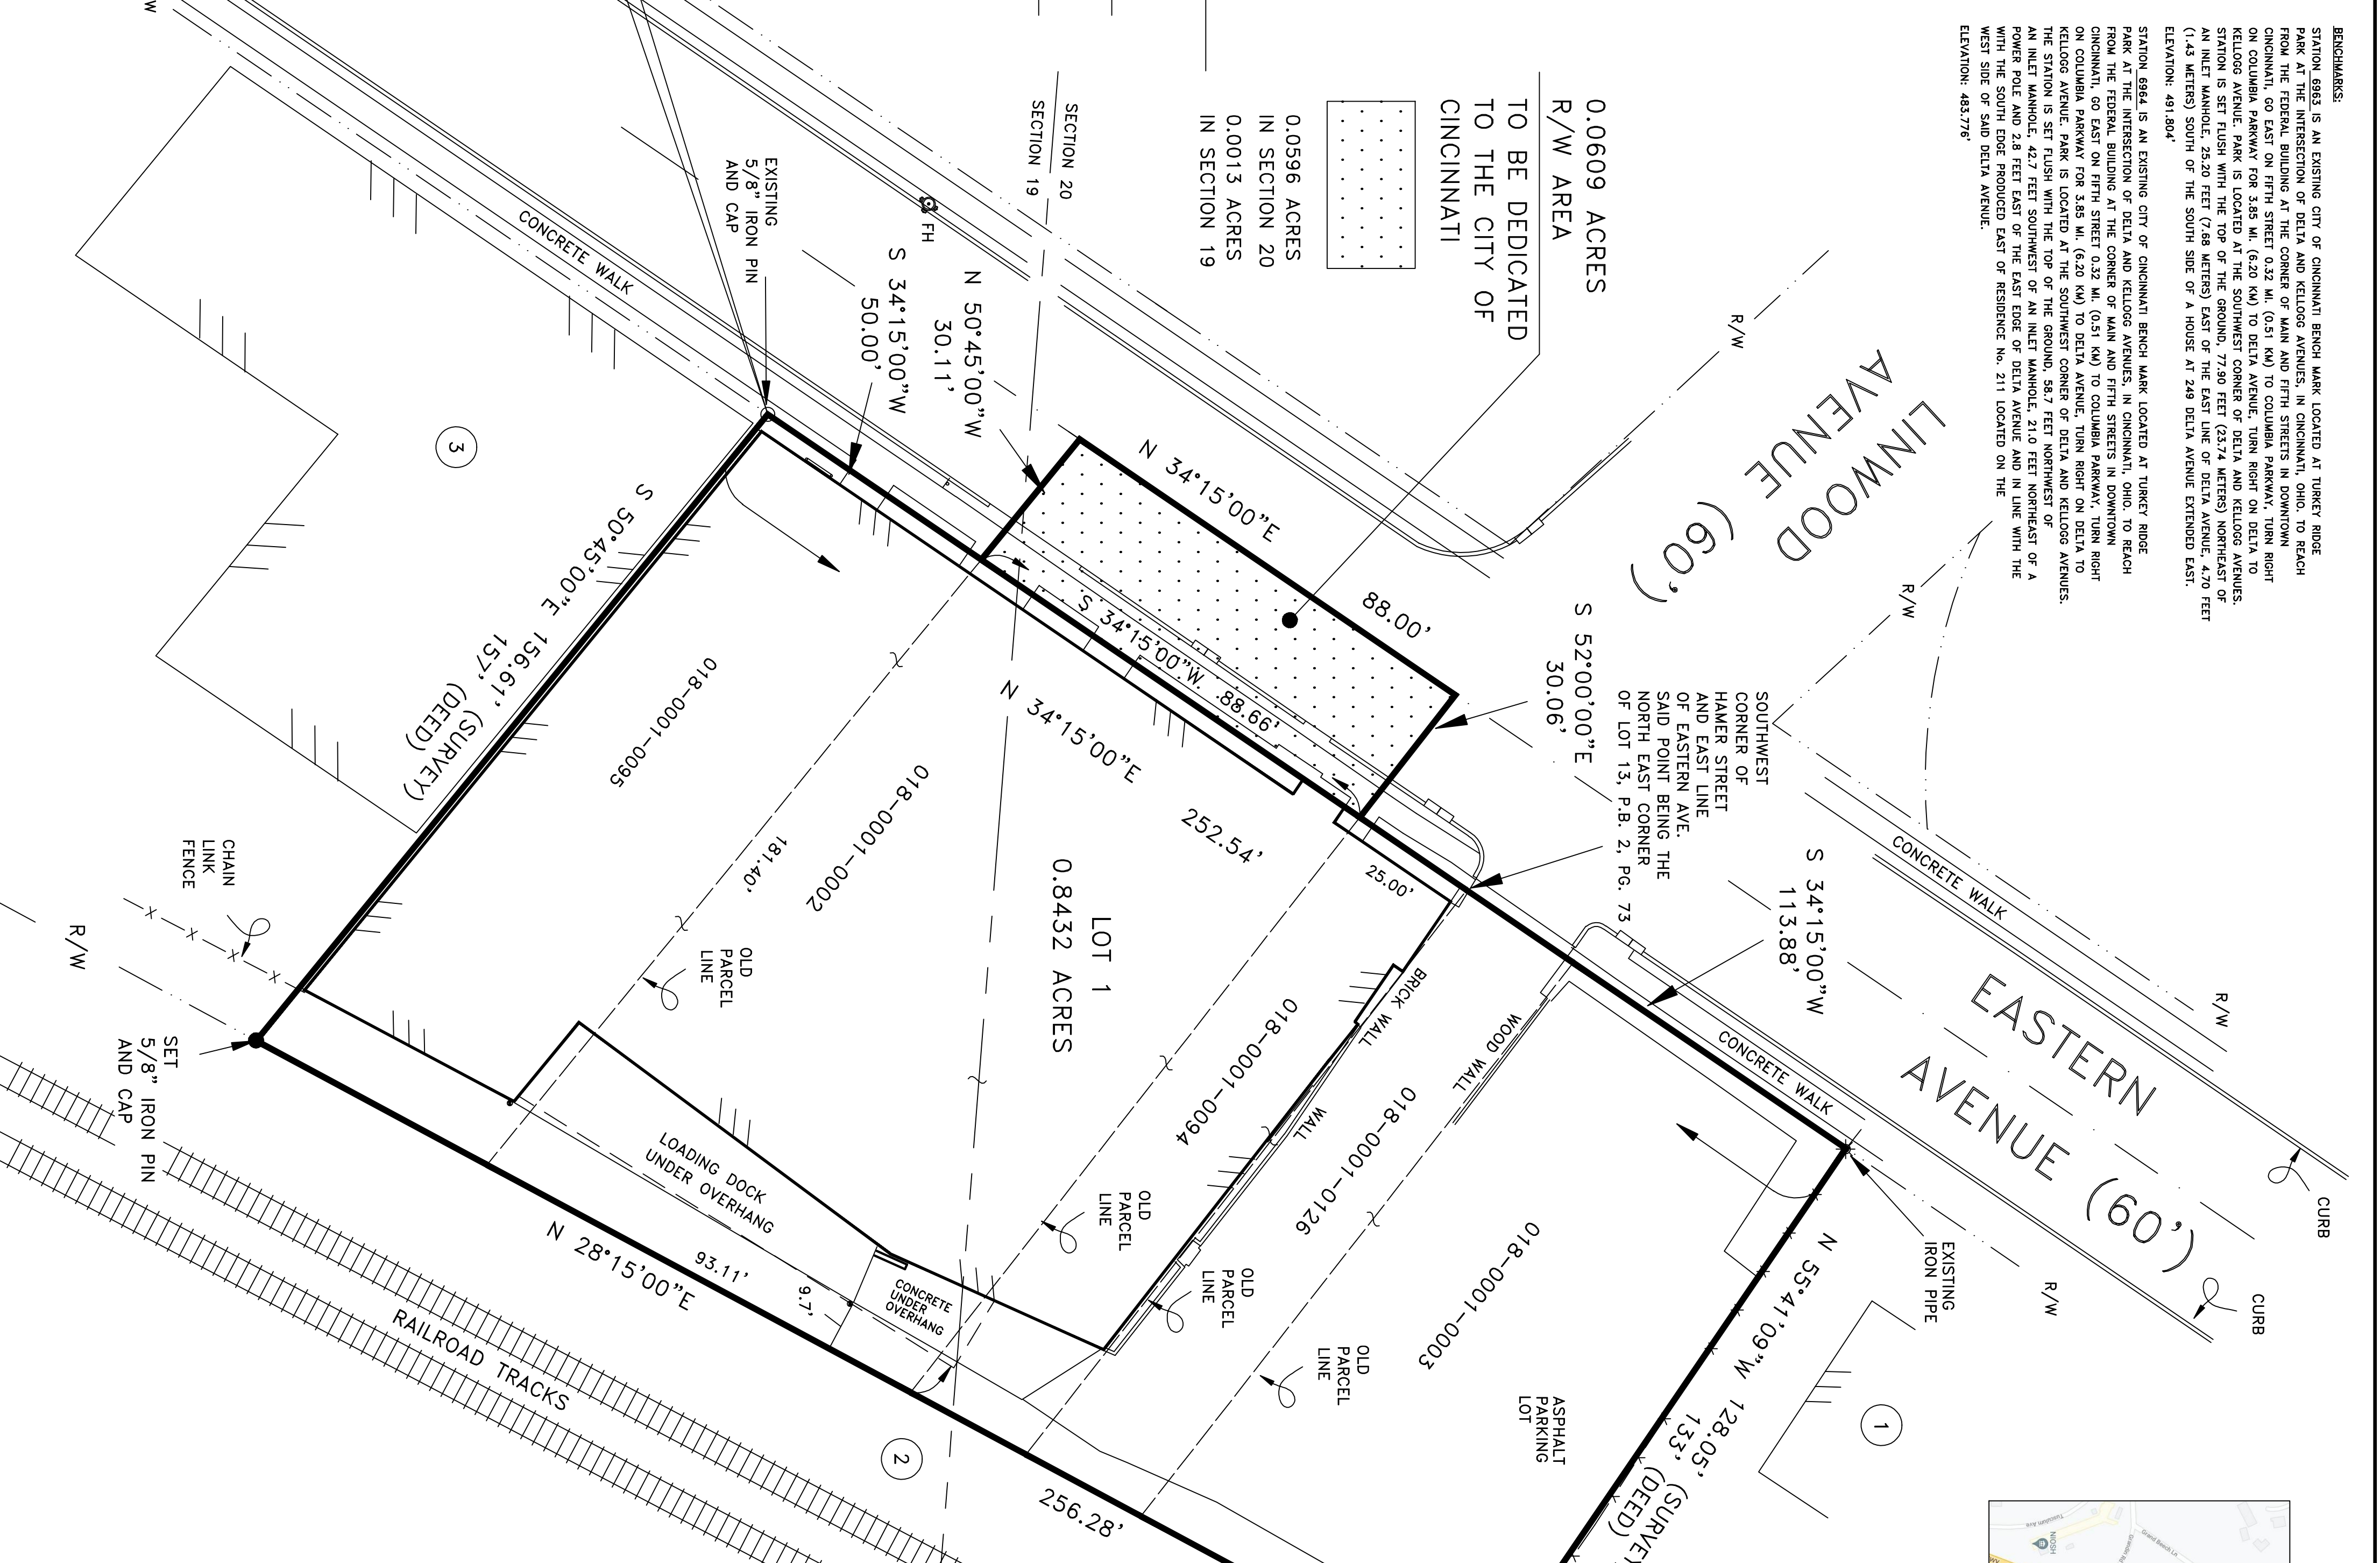 BENCHMARKS:
STATION 6963 IS AN EXISTING CITY OF CINCINNATI BENCH MARK LOCATED AT TURKEY RIDGE
PARK AT THE INTERSECTION OF DELTA AND KELLOGG AVENUES, IN CINCINNATI, OHIO. TO REACH
FROM THE FEDERAL BUILDING AT THE CORNER OF MAIN AND FIFTH STREETS IN DOWNTOWN
CINCINNATI, GO EAST ON FIFTH STREET 0.32 MI. (0.51 KM) TO COLUMBIA PARKWAY, TURN RIGHT
ON COLUMBIA PARKWAY FOR 3.85 MI. (6.20 KM) TO DELTA AVENUE, TURN RIGHT ON DELTA TO
KELLOGG AVENUE. PARK IS LOCATED AT THE SOUTHWEST CORNER OF DELTA AND KELLOGG AVENUES.
STATION IS SET FLUSH WITH THE TOP OF THE GROUND, 77.90 FEET (23.74 METERS) NORTHEAST OF
AN INLET MANHOLE, 25.20 FEET (7.68 METERS) EAST OF THE EAST LINE OF DELTA AVENUE, 4.70 FEET
(1.43 METERS) SOUTH OF THE SOUTH SIDE OF A HOUSE AT 249 DELTA AVENUE EXTENDED EAST.
ELEVATION: 491.804'
STATION 6964 IS AN EXISTING CITY OF CINCINNATI BENCH MARK LOCATED AT TURKEY RIDGE
PARK AT THE INTERSECTION OF DELTA AND KELLOGG AVENUES, IN CINCINNATI, OHIO. TO REACH
FROM THE FEDERAL BUILDING AT THE CORNER OF MAIN AND FIFTH STREETS IN DOWNTOWN
CINCINNATI, GO EAST ON FIFTH STREET 0.32 MI. (0.51 KM) TO COLUMBIA PARKWAY, TURN RIGHT
ON COLUMBIA PARKWAY FOR 3.85 MI. (6.20 KM) TO DELTA AVENUE, TURN RIGHT ON DELTA TO
KELLOGG AVENUE. PARK IS LOCATED AT THE SOUTHWEST CORNER OF DELTA AND KELLOGG AVENUES.
THE STATION IS SET FLUSH WITH THE TOP OF THE GROUND, 58.7 FEET NORTHWEST OF
AN INLET MANHOLE, 42.7 FEET SOUTHWEST OF AN INLET MANHOLE, 21.0 FEET NORTHEAST OF A
POWER POLE AND 2.8 FEET EAST OF THE EAST EDGE OF DELTA AVENUE AND IN LINE WITH THE
WITH THE SOUTH EDGE PRODUCED EAST OF RESIDENCE No. 211 LOCATED ON THE
WEST SIDE OF SAID DELTA AVENUE.
ELEVATION: 483.776'
0.0609 ACRES
R/W AREA
TO BE DEDICATED
TO THE CITY OF
CINCINNATI
0.0596 ACRES
IN SECTION 20
0.0013 ACRES
IN SECTION 19
SECTION 20
SECTION 19
LINWOOD
AVENUE
(60')
R/W
R/W
EASTERN
AVENUE (60')
R/W
R/W
CURB
CURB
CONCRETE WALK
CONCRETE WALK
CONCRETE WALK
FH
EXISTING
5/8" IRON PIN
AND CAP
N 50°45'00"W
30.11'
S 34°15'00"W
50.00'
N 34°15'00"E
88.00'
S 34°15'00"W 88.66'
S 52°00'00"E
30.06'
SOUTHWEST
CORNER OF
HAMER STREET
AND EAST LINE
OF EASTERN AVE.
SAID POINT BEING THE
NORTH EAST CORNER
OF LOT 13, P.B. 2, PG. 73
S 34°15'00"W
113.88'
EXISTING
IRON PIPE
N 34°15'00"E 252.54'
25.00'
S 50°45'00"E 156.61' (SURVEY)
157' (DEED)
3
018-0001-0095
018-0001-0002
181.40'
LOT 1
0.8432 ACRES
018-0001-0094
018-0001-0126
018-0001-0003
BRICK WALL
WOOD WALL
WALL
OLD
PARCEL
LINE
OLD
PARCEL
LINE
OLD
PARCEL
LINE
OLD
PARCEL
LINE
ASPHALT
PARKING
LOT
N 55°41'09"W 128.05' (SURVE
133' (DEED)
1
2
CHAIN
LINK
FENCE
R/W
SET
5/8" IRON PIN
AND CAP
LOADING DOCK
UNDER OVERHANG
CONCRETE
UNDER
OVERHANG
93.11'
9.7'
N 28°15'00"E
256.28'
RAILROAD TRACKS
W
NIOSH
Tusculum Ave
Grand Beech Ln